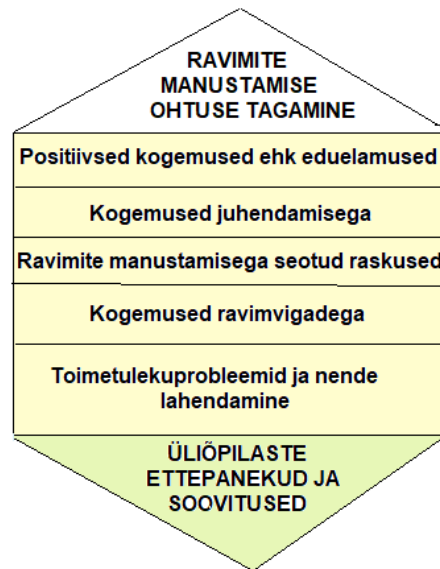 RAVIMITE
MANUSTAMISE
OHTUSE TAGAMINE
Positiivsed kogemused ehk eduelamused
Kogemused juhendamisega
Ravimite manustamisega seotud raskused
Kogemused ravimvigadega
Toimetulekuprobleemid ja nende
lahendamine
ÜLIÕPILASTE
ETTEPANEKUD JA
SOOVITUSED